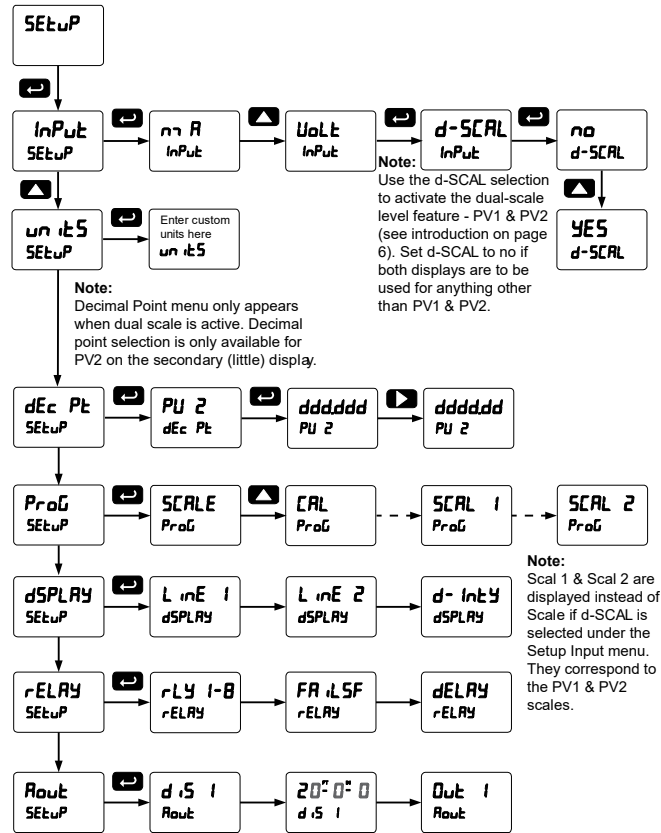 SEtuP
InPut
SEtuP
mA
InPut
VoLt
InPut
d-SCAL
InPut
no
d-SCAL
YES
d-SCAL
Note:
Use the d-SCAL selection
to activate the dual-scale
level feature - PV1 & PV2
(see introduction on page
6). Set d-SCAL to no if
both displays are to be
used for anything other
than PV1 & PV2.
unitS
SEtuP
Enter custom
units here
unitS
Note:
Decimal Point menu only appears
when dual scale is active. Decimal
point selection is only available for
PV2 on the secondary (little) display.
dEc Pt
SEtuP
PV 2
dEc Pt
ddd.ddd
PV 2
dddd.dd
PV 2
ProG
SEtuP
SCALE
ProG
CAL
ProG
SCAL 1
ProG
SCAL 2
ProG
Note:
Scal 1 & Scal 2 are
displayed instead of
Scale if d-SCAL is
selected under the
Setup Input menu.
They correspond to
the PV1 & PV2
scales.
dSPLAY
SEtuP
LinE 1
dSPLAY
LinE 2
dSPLAY
d-IntY
dSPLAY
rELAY
SEtuP
rLY 1-8
rELAY
FAiLSF
rELAY
dELAY
rELAY
Aout
SEtuP
diS 1
Aout
diS 1
Out 1
Aout